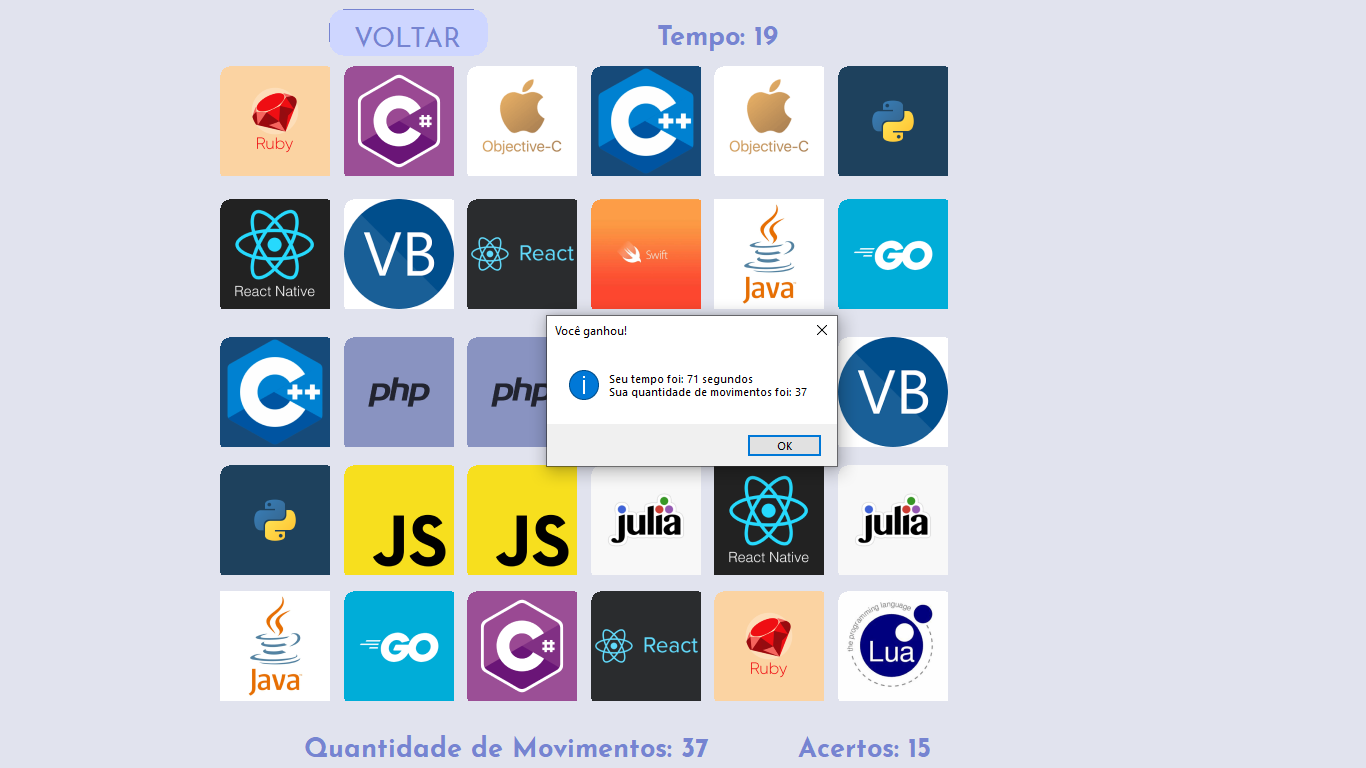 VOLTAR
Tempo: 19
Ruby
C#
Objective-C
C++
Objective-C
React Native
VB
React
Swift
Java
GO
C++
php
php
VB
JS
JS
julia
React Native
julia
Você ganhou!
Seu tempo foi: 71 segundos
Sua quantidade de movimentos foi: 37
OK
Java
GO
C#
React
Ruby
the programming language
Lua
Quantidade de Movimentos: 37
Acertos: 15